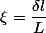 ξ = δl / L